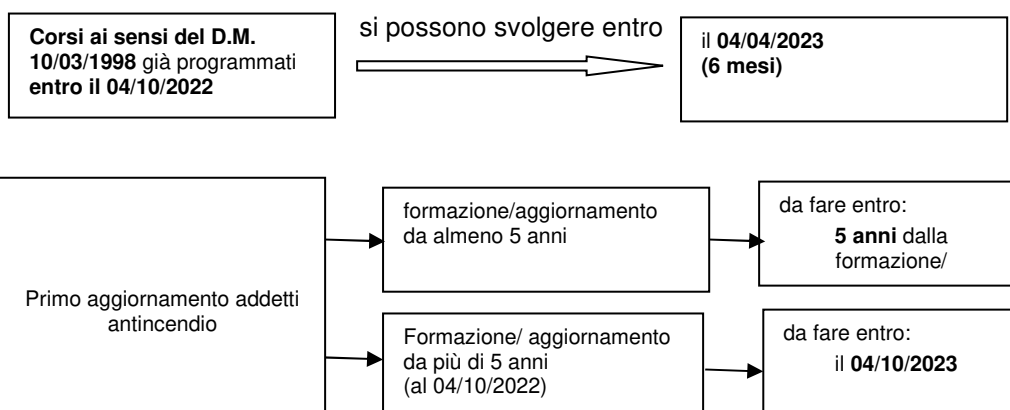 Corsi ai sensi del D.M.
10/03/1998 già programmati
entro il 04/10/2022
si possono svolgere entro
il 04/04/2023
(6 mesi)
Primo aggiornamento addetti
antincendio
formazione/aggiornamento
da almeno 5 anni
da fare entro:
5 anni dalla
formazione/
Formazione/ aggiornamento
da più di 5 anni
(al 04/10/2022)
da fare entro:
il 04/10/2023